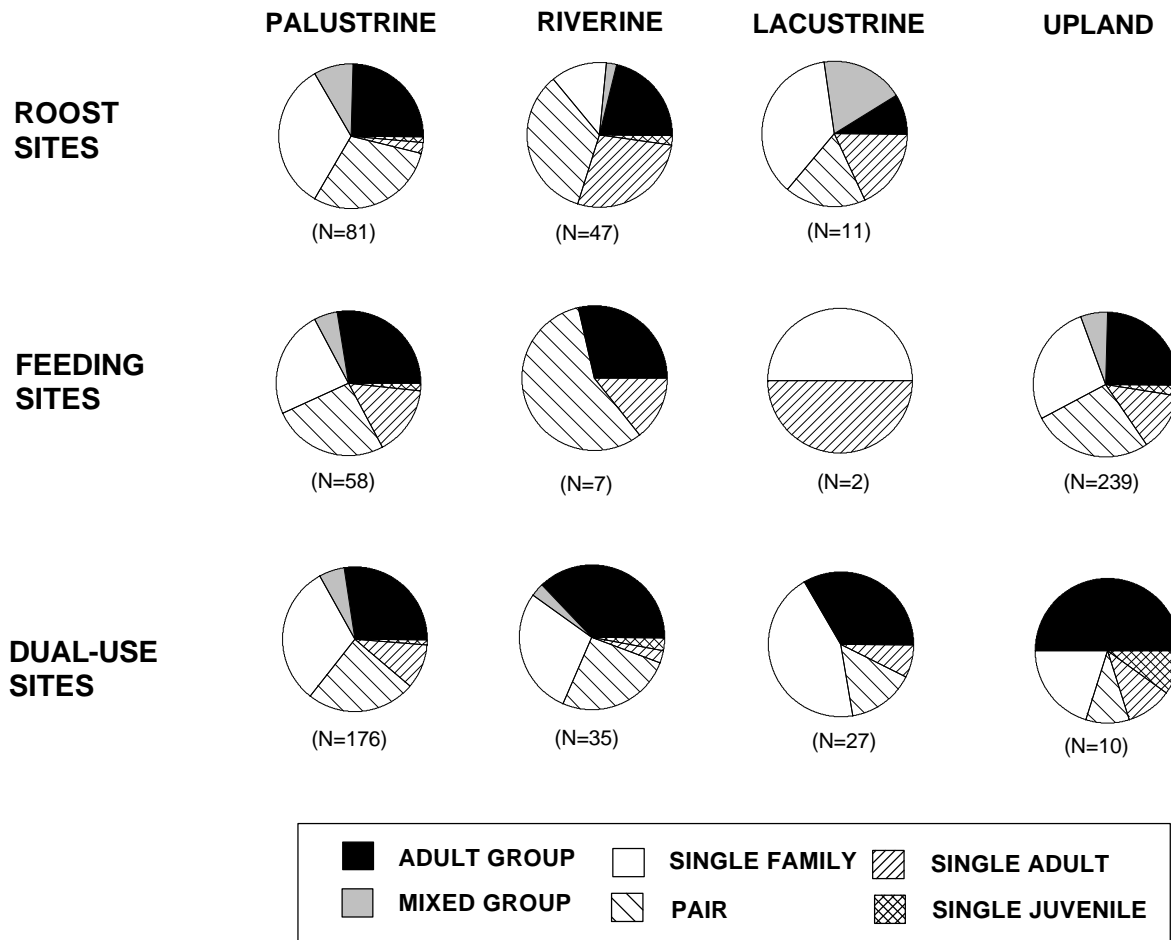 PALUSTRINE RIVERINE LACUSTRINE UPLAND
ROOST
SITES
(N=81) (N=47) (N=11)
FEEDING
SITES
(N=58) (N=7) (N=2) (N=239)
DUAL-USE
SITES
(N=176) (N=35) (N=27) (N=10)
ADULT GROUP SINGLE FAMILY SINGLE ADULT
MIXED GROUP PAIR SINGLE JUVENILE